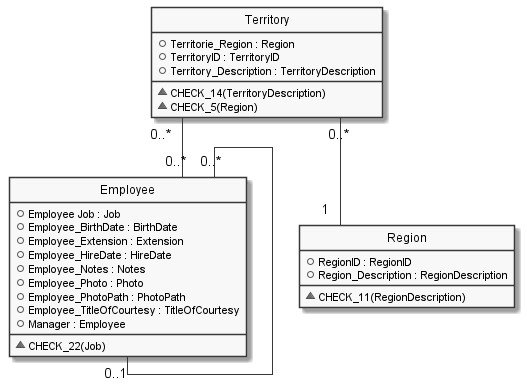 Territory
Territorie_Region : Region
TerritoryID : TerritoryID
Territory_Description : TerritoryDescription
CHECK_14(TerritoryDescription)
CHECK_5(Region)
0..*
0..*
0..*
0..*
Employee
Employee Job : Job
Employee_BirthDate : BirthDate
Employee_Extension : Extension
Employee_HireDate : HireDate
Employee_Notes : Notes
Employee_Photo : Photo
Employee_PhotoPath : PhotoPath
Employee_TitleOfCourtesy : TitleOfCourtesy
Manager : Employee
CHECK_22(Job)
0..1
1
Region
RegionID : RegionID
Region_Description : RegionDescription
CHECK_11(RegionDescription)